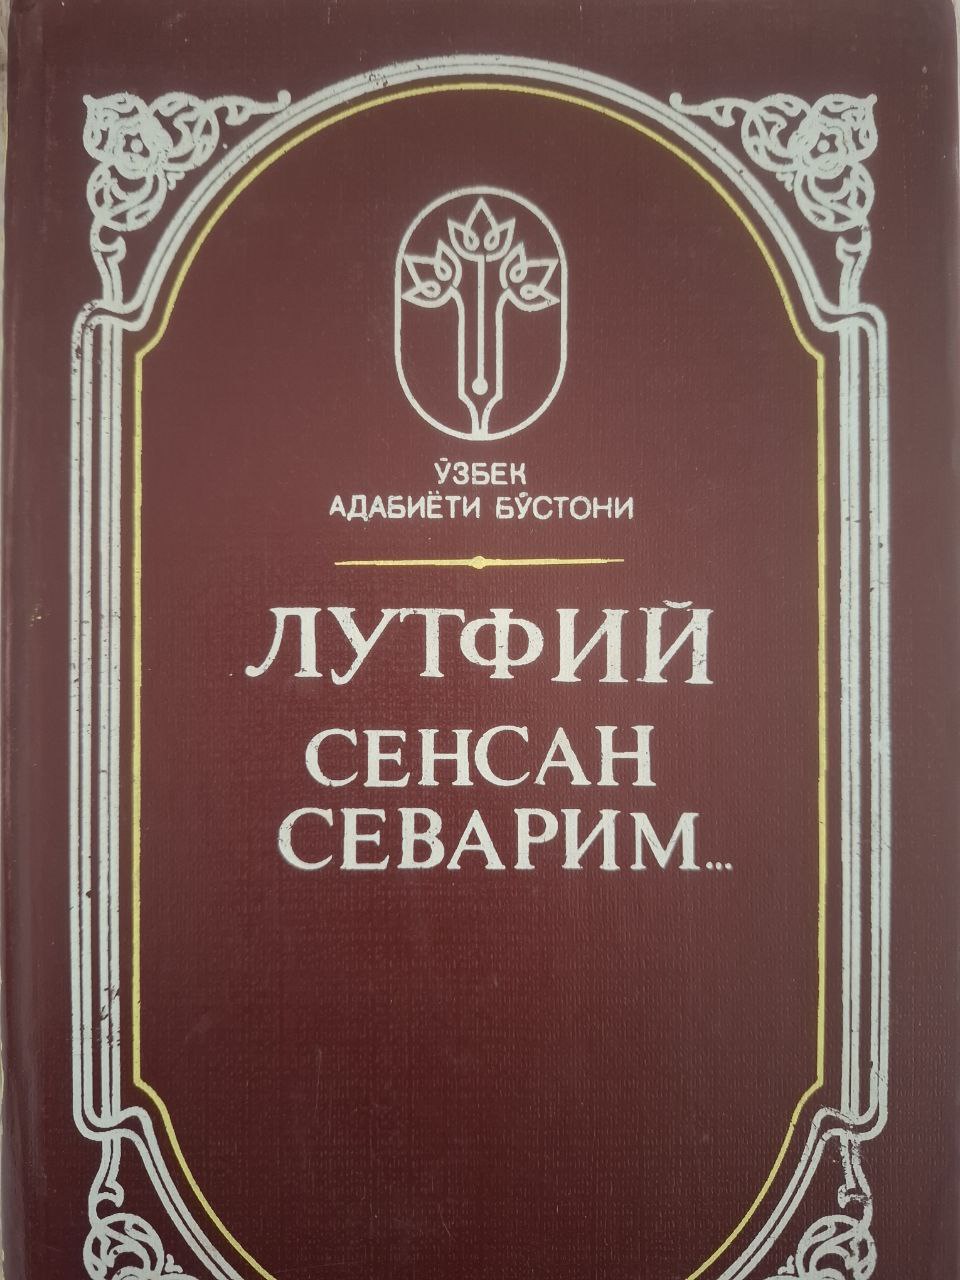 ЎЗБЕК
АДАБИЁТИ БЎСТОНИ
ЛУТФИЙ
СЕНСАН
СЕВАРИМ...